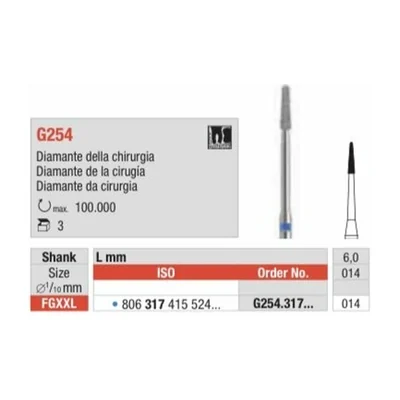 G254
Diamante della chirurgia
Diamante de la cirugía
Diamante da cirurgia
max. 100.000
3
Shank L mm 6,0
Size ISO Order No. 014
Ø 1/10 mm
FGXXL • 806 317 415 524... G254.317... 014